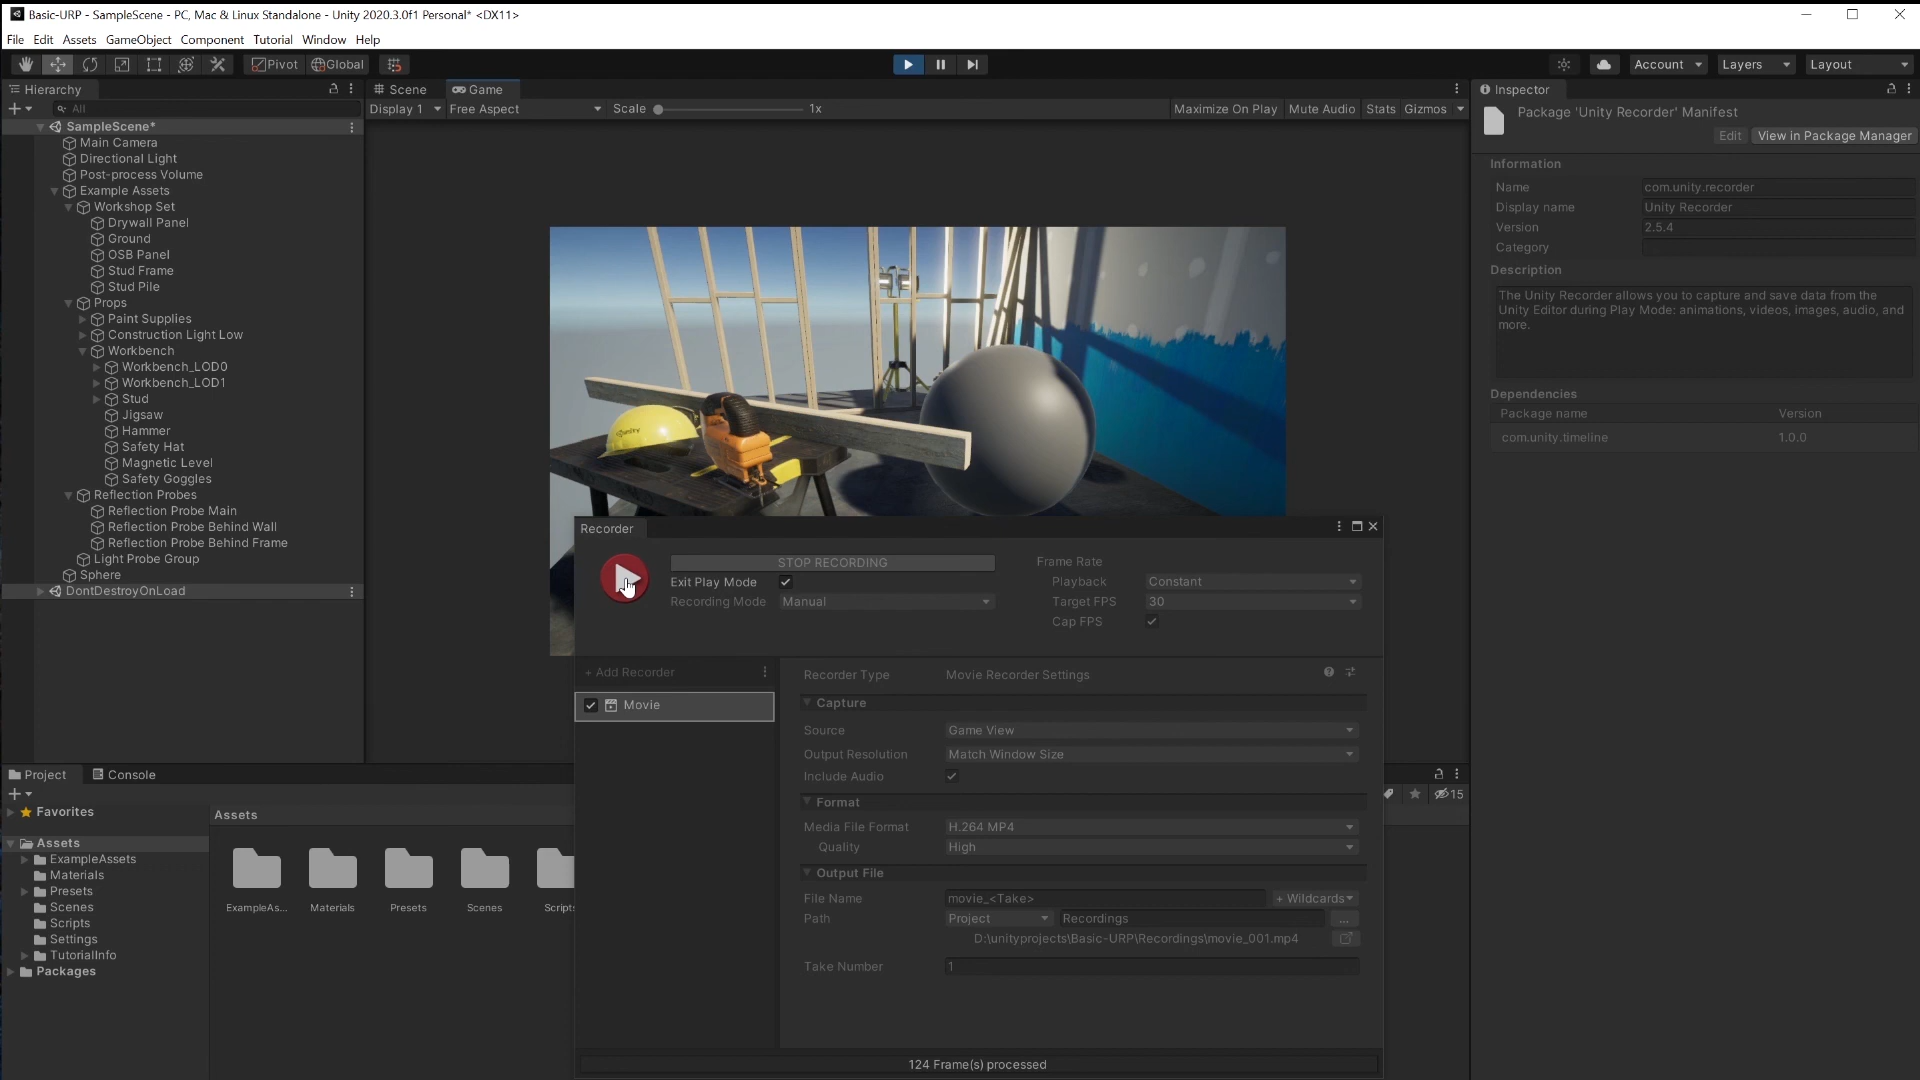 Basic-URP - SampleScene - PC, Mac & Linux Standalone - Unity 2020.3.0f1 Personal* <DX11>
File Edit Assets GameObject Component Tutorial Window Help
Pivot Global Account Layers Layout
Hierarchy
All
SampleScene*
Main Camera
Directional Light
Post-process Volume
Example Assets
Workshop Set
Drywall Panel
Ground
OSB Panel
Stud Frame
Stud Pile
Props
Paint Supplies
Construction Light Low
Workbench
Workbench_LOD0
Workbench_LOD1
Stud
Jigsaw
Hammer
Safety Hat
Magnetic Level
Safety Goggles
Reflection Probes
Reflection Probe Main
Reflection Probe Behind Wall
Reflection Probe Behind Frame
Light Probe Group
Sphere
DontDestroyOnLoad
Scene Game
Display 1 Free Aspect Scale 1x Maximize On Play Mute Audio Stats Gizmos
unity
Inspector
Package 'Unity Recorder' Manifest
Edit View in Package Manager
Information
Name com.unity.recorder
Display name Unity Recorder
Version 2.5.4
Category
Description
The Unity Recorder allows you to capture and save data from the
Unity Editor during Play Mode: animations, videos, images, audio, and
more.
Dependencies
Package name Version
com.unity.timeline 1.0.0
Recorder
STOP RECORDING
Exit Play Mode
Recording Mode Manual
Frame Rate
Playback Constant
Target FPS 30
Cap FPS
+ Add Recorder
Movie
Recorder Type Movie Recorder Settings
Capture
Source Game View
Output Resolution Match Window Size
Include Audio
Format
Media File Format H.264 MP4
Quality High
Output File
File Name movie_<Take> + Wildcards
Path Project Recordings ...
D:\unityprojects\Basic-URP\Recordings\movie_001.mp4
Take Number 1
124 Frame(s) processed
Project Console
15
Favorites
Assets
ExampleAssets
Materials
Presets
Scenes
Scripts
Settings
TutorialInfo
Packages
Assets
ExampleAs... Materials Presets Scenes Scripts